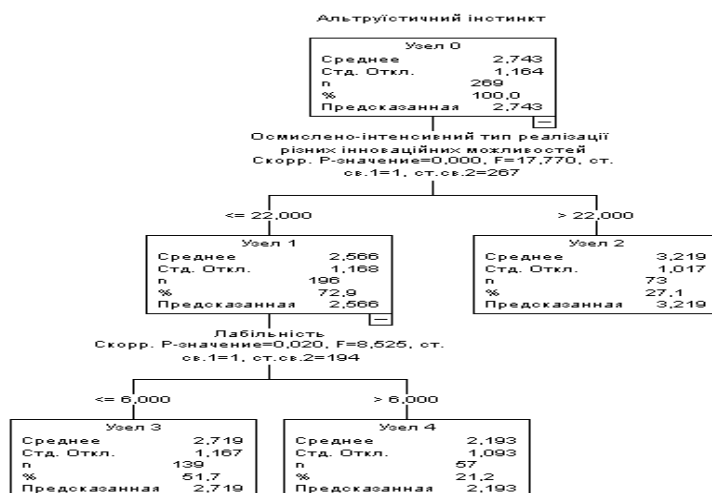 Альтруїстичний інстинкт
Узел 0
Среднее 2,743
Стд. Откл. 1,164
n 269
% 100,0
Предсказанная 2,743
Осмислено-інтенсивний тип реалізації
різних інноваційних можливостей
Скорр. P-значение=0,000, F=17,770, ст.
св.1=1, ст.св.2=267
<= 22,000
> 22,000
Узел 1
Среднее 2,566
Стд. Откл. 1,168
n 196
% 72,9
Предсказанная 2,566
Узел 2
Среднее 3,219
Стд. Откл. 1,017
n 73
% 27,1
Предсказанная 3,219
Лабільність
Скорр. P-значение=0,020, F=8,525, ст.
св.1=1, ст.св.2=194
<= 6,000
> 6,000
Узел 3
Среднее 2,719
Стд. Откл. 1,167
n 139
% 51,7
Предсказанная 2,719
Узел 4
Среднее 2,193
Стд. Откл. 1,093
n 57
% 21,2
Предсказанная 2,193